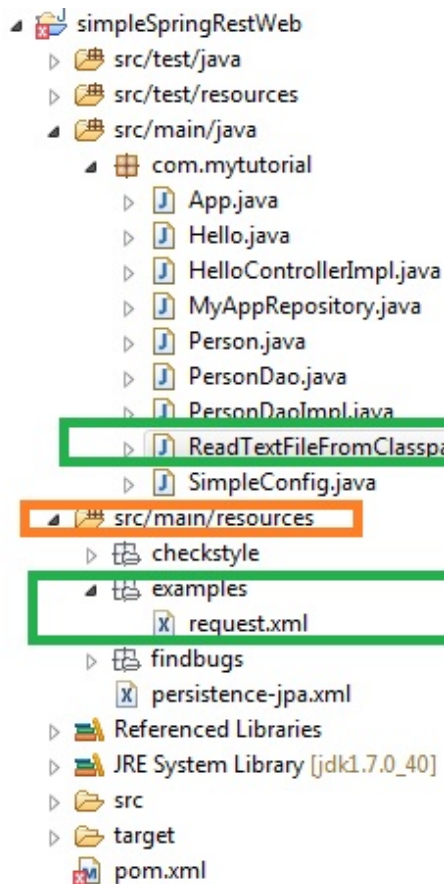 simpleSpringRestWeb
src/test/java
src/test/resources
src/main/java
com.mytutorial
App.java
Hello.java
HelloControllerImpl.java
MyAppRepository.java
Person.java
PersonDao.java
PersonDaoImpl.java
ReadTextFileFromClasspa
SimpleConfig.java
src/main/resources
checkstyle
examples
request.xml
findbugs
persistence-jpa.xml
Referenced Libraries
JRE System Library [jdk1.7.0_40]
src
target
pom.xml